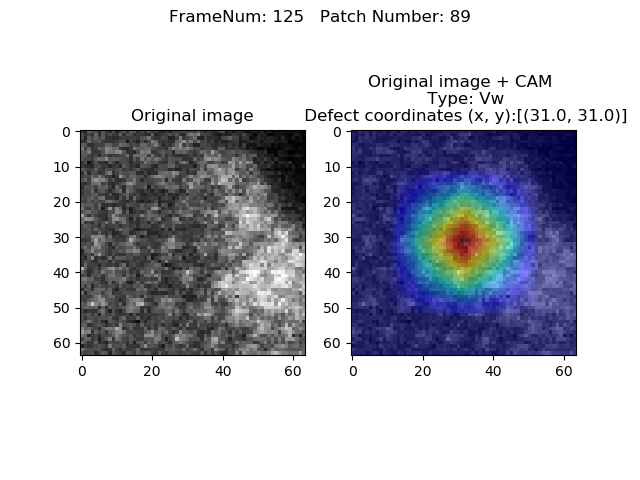 FrameNum: 125   Patch Number: 89
Original image
Original image + CAM
Type: Vw
Defect coordinates (x, y):[(31.0, 31.0)]
0
10
20
30
40
50
60
0 20 40 60
0
10
20
30
40
50
60
0 20 40 60